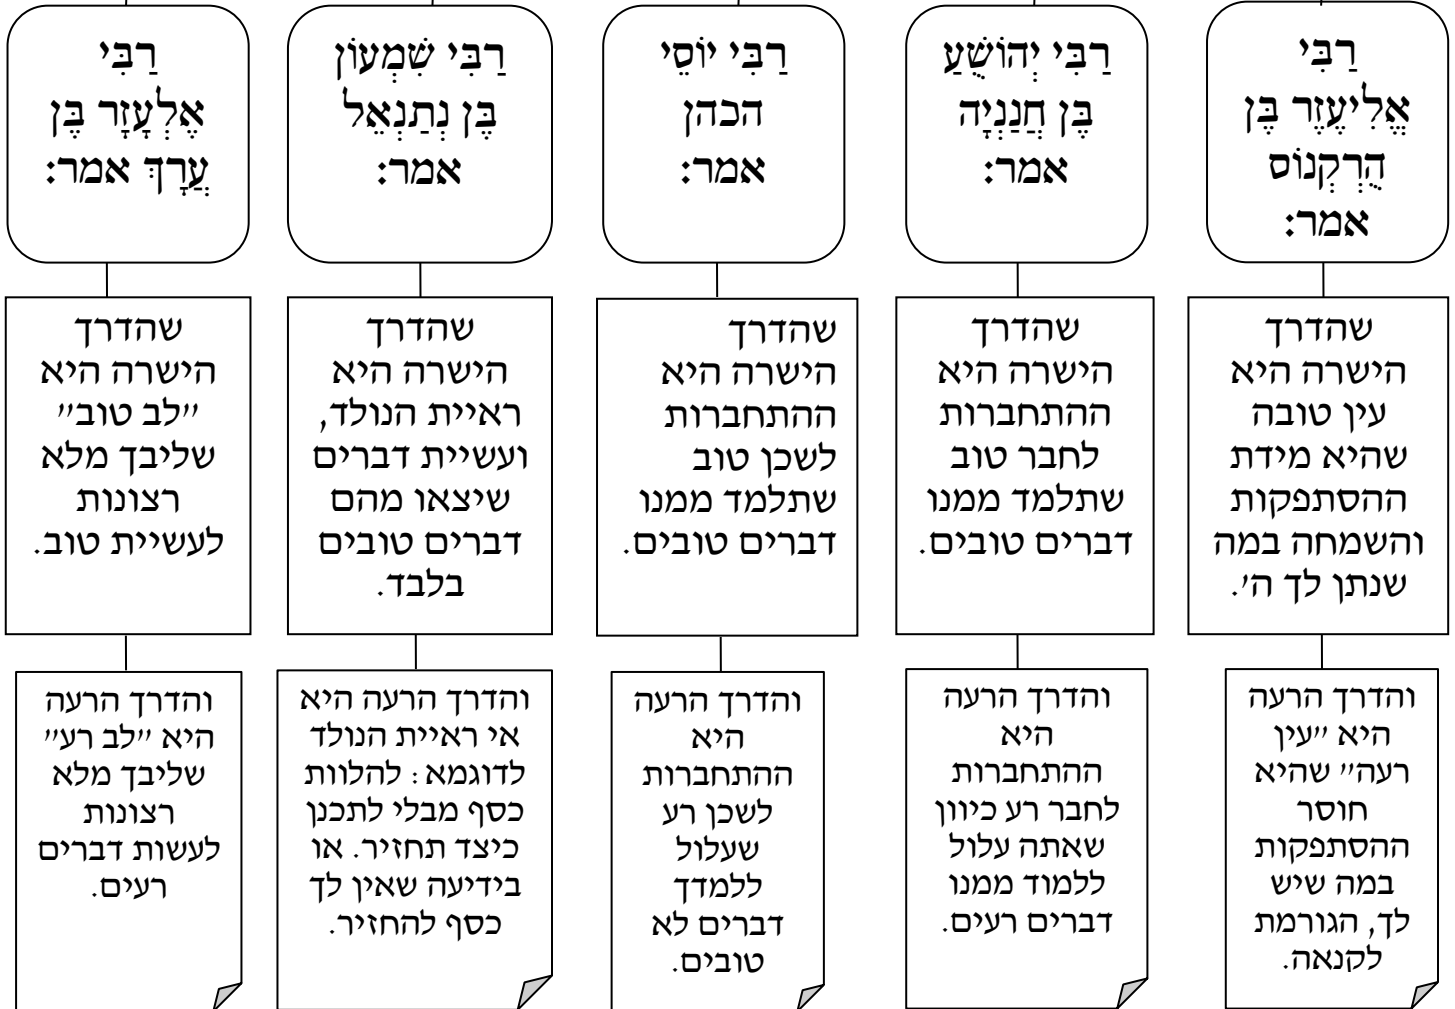 רַבִּי
אֱלִיעֶזֶר בֶּן
הֻרְקְנוֹס
אמר:
שהדרך
הישרה היא
עין טובה
שהיא מידת
ההסתפקות
והשמחה במה
שנתן לך ה'.
והדרך הרעה
היא "עין
רעה" שהיא
חוסר
ההסתפקות
במה שיש
לך, הגורמת
לקנאה.
רַבִּי יְהוֹשֻׁעַ
בֶּן חֲנַנְיָה
אמר:
שהדרך
הישרה היא
ההתחברות
לחבר טוב
שתלמד ממנו
דברים טובים.
והדרך הרעה
היא
ההתחברות
לחבר רע כיוון
שאתה עלול
ללמוד ממנו
דברים רעים.
רַבִּי יוֹסֵי
הכהן
אמר:
שהדרך
הישרה היא
ההתחברות
לשכן טוב
שתלמד ממנו
דברים טובים.
והדרך הרעה
היא
ההתחברות
לשכן רע
שעלול
ללמדך
דברים לא
טובים.
רַבִּי שִׁמְעוֹן
בֶּן נְתַנְאֵל
אמר:
שהדרך
הישרה היא
ראיית הנולד,
ועשיית דברים
שיצאו מהם
דברים טובים
בלבד.
והדרך הרעה היא
אי ראיית הנולד
לדוגמא: להלוות
כסף מבלי לתכנן
כיצד תחזיר. או
בידיעה שאין לך
כסף להחזיר.
רַבִּי
אֶלְעָזָר בֶּן
עֲרָךְ אמר:
שהדרך
הישרה היא
"לב טוב"
שליבך מלא
רצונות
לעשיית טוב.
והדרך הרעה
היא "לב רע"
שליבך מלא
רצונות
לעשות דברים
רעים.